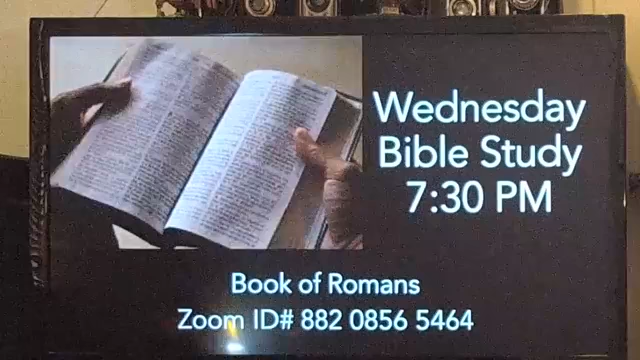 Wednesday
Bible Study
7:30 PM
Book of Romans
Zoom ID# 882 0856 5464